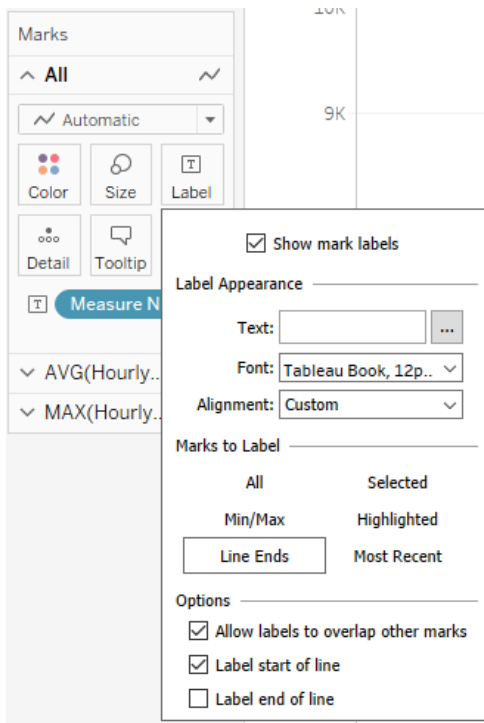 Marks
10K
All
Automatic
9K
Color Size Label
T
Detail Tooltip
T Measure N
AVG(Hourly..
MAX(Hourly..
Show mark labels
Label Appearance
Text: ...
Font: Tableau Book, 12p..
Alignment: Custom
Marks to Label
All Selected
Min/Max Highlighted
Line Ends Most Recent
Options
Allow labels to overlap other marks
Label start of line
Label end of line